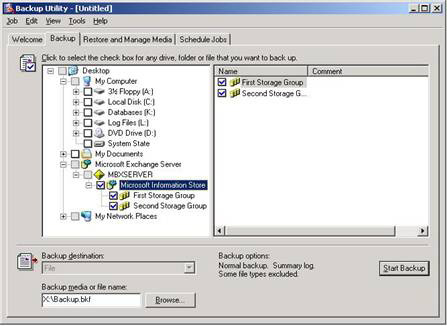 Backup Utility - [Untitled]
Job Edit View Tools Help
Welcome Backup Restore and Manage Media Schedule Jobs
Click to select the check box for any drive, folder or file that you want to back up.
Desktop
My Computer
3½ Floppy (A:)
Local Disk (C:)
Databases (K:)
Log Files (L:)
DVD Drive (D:)
System State
My Documents
Microsoft Exchange Server
MBXSERVER
Microsoft Information Store
First Storage Group
Second Storage Group
My Network Places
Name Comment
First Storage Group
Second Storage G...
Backup destination:
File
Backup media or file name:
X:\Backup.bkf
Browse...
Backup options:
Normal backup. Summary log.
Some file types excluded.
Start Backup